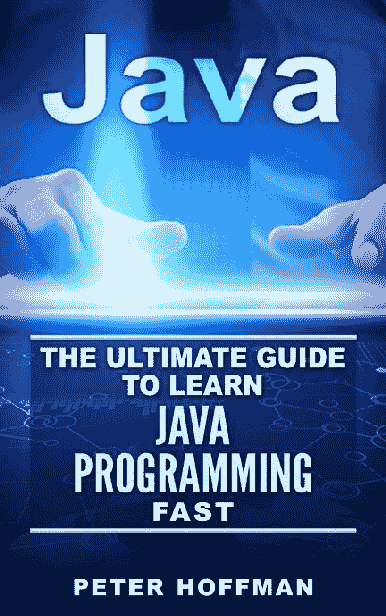 Java
THE ULTIMATE GUIDE
TO LEARN
JAVA
PROGRAMMING
FAST
PETER HOFFMAN